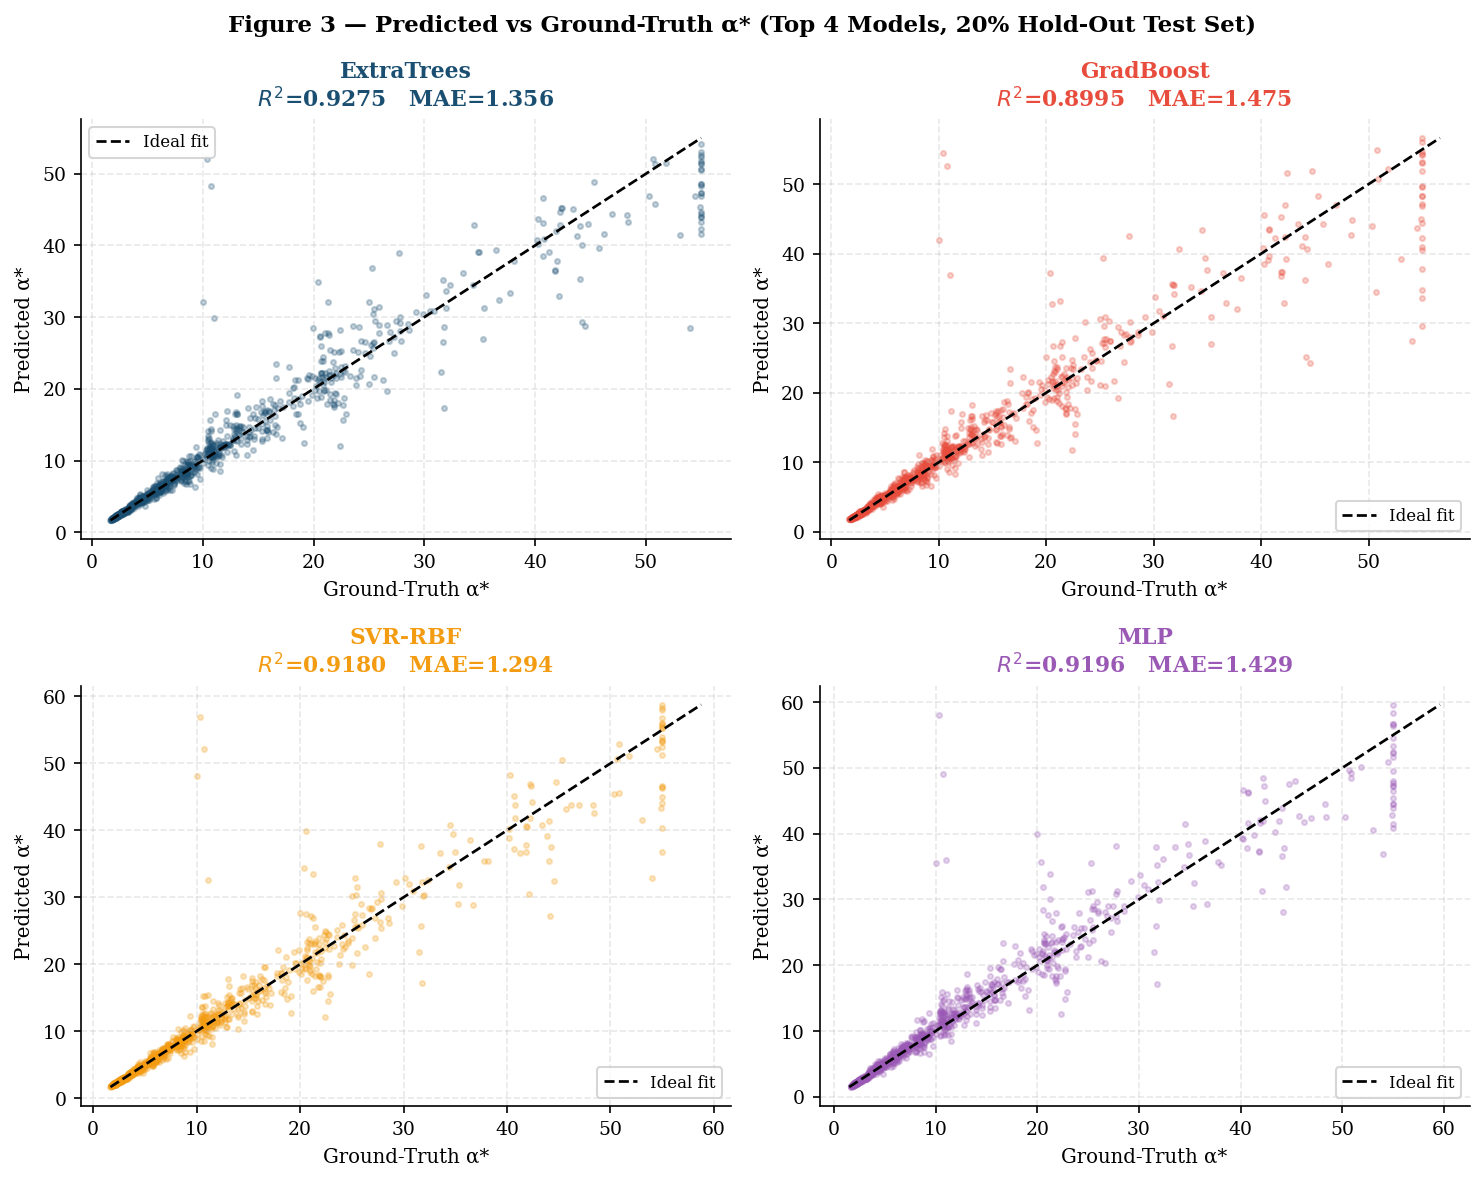 Figure 3 — Predicted vs Ground-Truth α* (Top 4 Models, 20% Hold-Out Test Set)
ExtraTrees
R²=0.9275 MAE=1.356
Ideal fit
Predicted α*
50
40
30
20
10
0
0 10 20 30 40 50
Ground-Truth α*
GradBoost
R²=0.8995 MAE=1.475
Predicted α*
50
40
30
20
10
0
Ideal fit
0 10 20 30 40 50
Ground-Truth α*
SVR-RBF
R²=0.9180 MAE=1.294
Predicted α*
60
50
40
30
20
10
0
Ideal fit
0 10 20 30 40 50 60
Ground-Truth α*
MLP
R²=0.9196 MAE=1.429
Predicted α*
60
50
40
30
20
10
0
Ideal fit
0 10 20 30 40 50 60
Ground-Truth α*